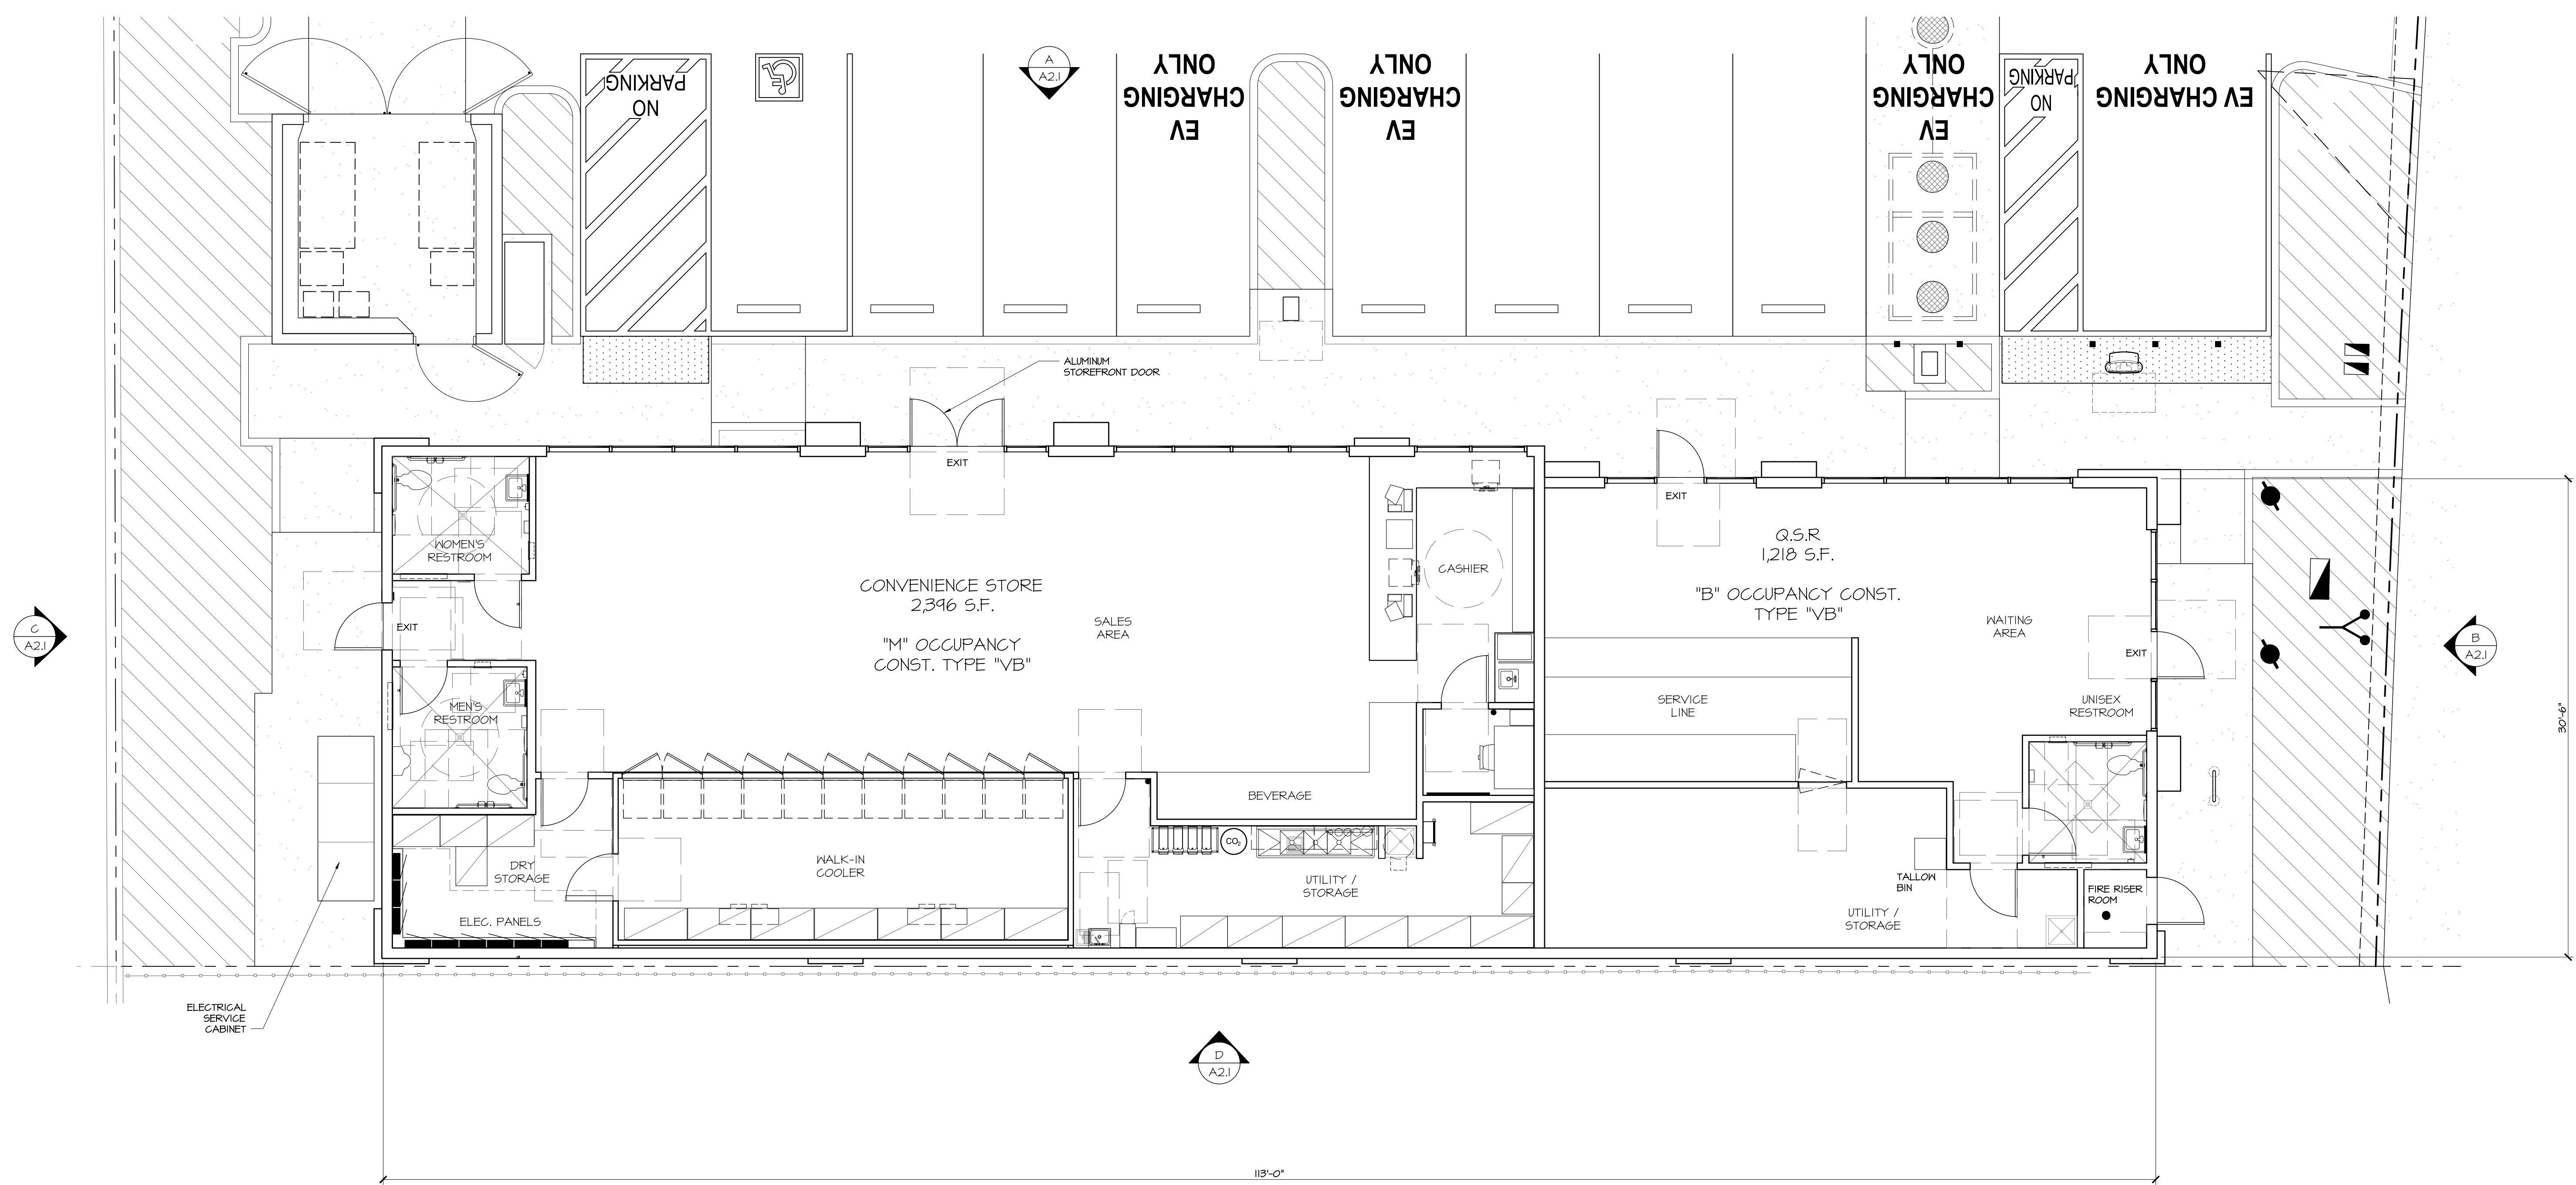 NO
PARKING
A
A2.1
EV
CHARGING
ONLY
EV
CHARGING
ONLY
EV
CHARGING
ONLY
NO
PARKING
EV CHARGING
ONLY
ALUMINUM
STOREFRONT DOOR
EXIT
EXIT
WOMEN'S
RESTROOM
CONVENIENCE STORE
2,396 S.F.
"M" OCCUPANCY
CONST. TYPE "VB"
SALES
AREA
CASHIER
Q.S.R
1,218 S.F.
"B" OCCUPANCY CONST.
TYPE "VB"
WAITING
AREA
EXIT
EXIT
C
A2.1
B
A2.1
MEN'S
RESTROOM
SERVICE
LINE
UNISEX
RESTROOM
30'-6"
BEVERAGE
DRY
STORAGE
WALK-IN
COOLER
CO2
UTILITY /
STORAGE
TALLOW
BIN
FIRE RISER
ROOM
ELEC. PANELS
UTILITY /
STORAGE
ELECTRICAL
SERVICE
CABINET
D
A2.1
113'-0"